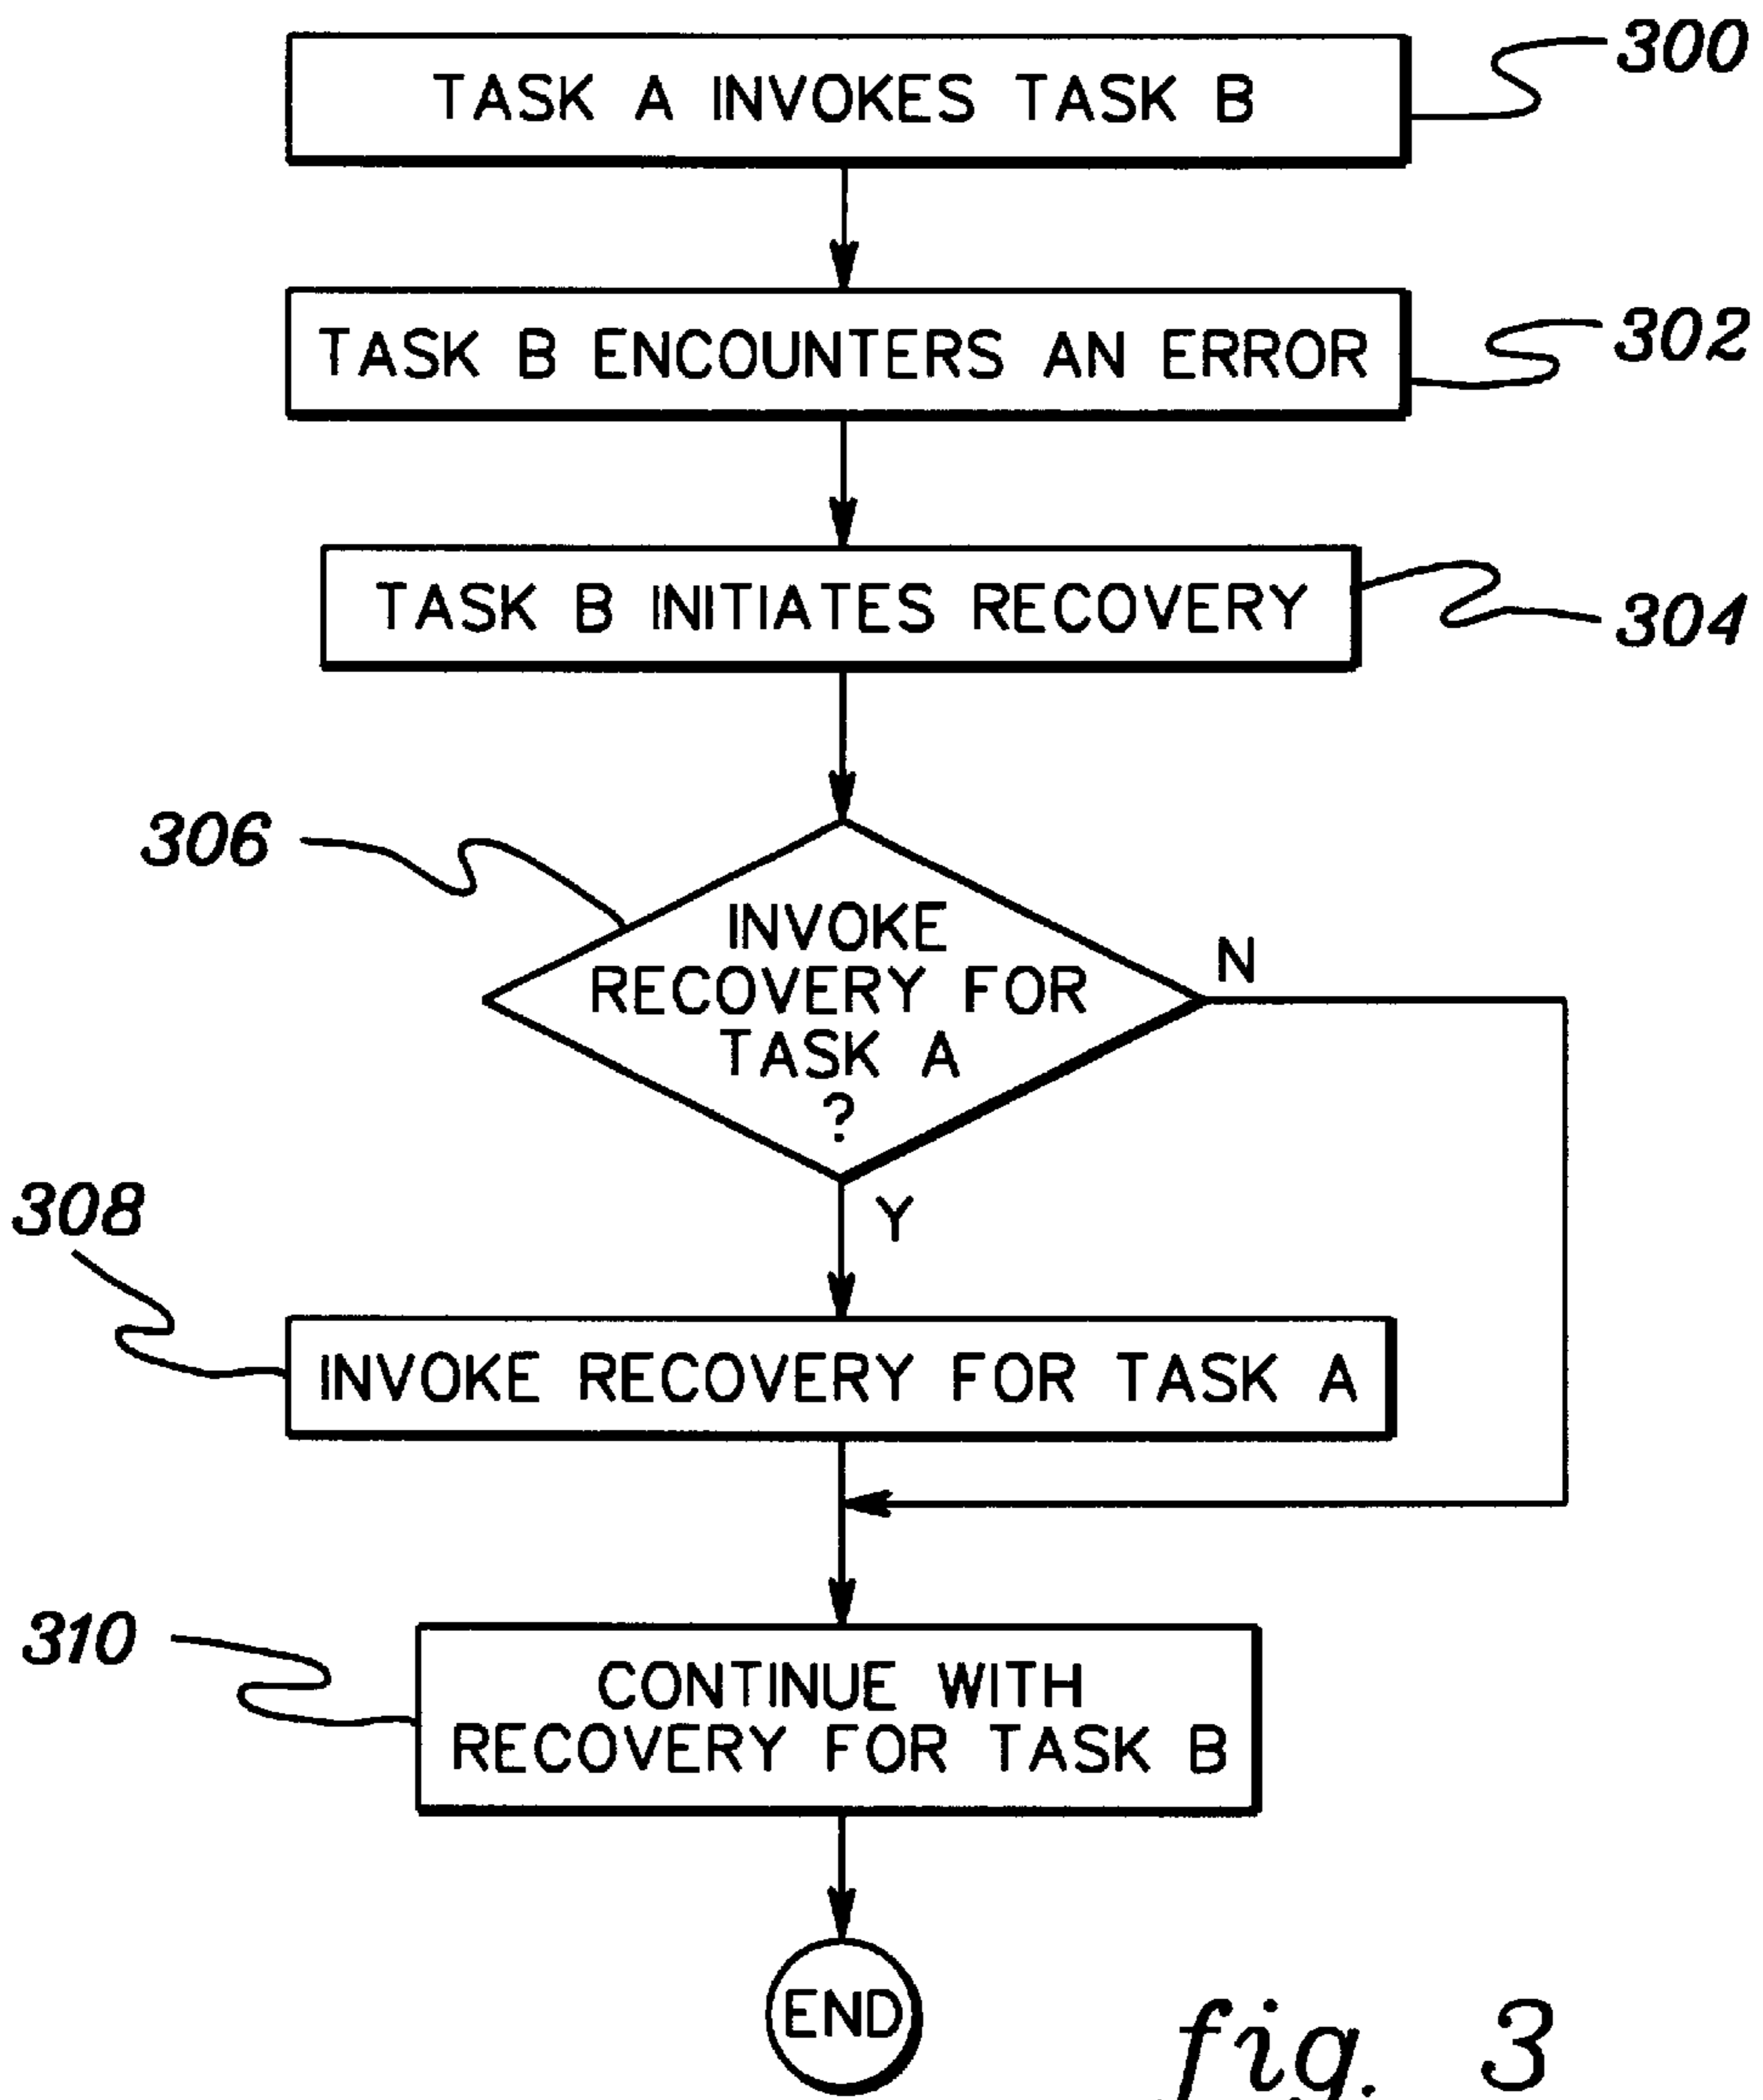 300
TASK A INVOKES TASK B
302
TASK B ENCOUNTERS AN ERROR
304
TASK B INITIATES RECOVERY
306
INVOKE
RECOVERY FOR
TASK A
?
N
Y
308
INVOKE RECOVERY FOR TASK A
310
CONTINUE WITH
RECOVERY FOR TASK B
END
fig. 3